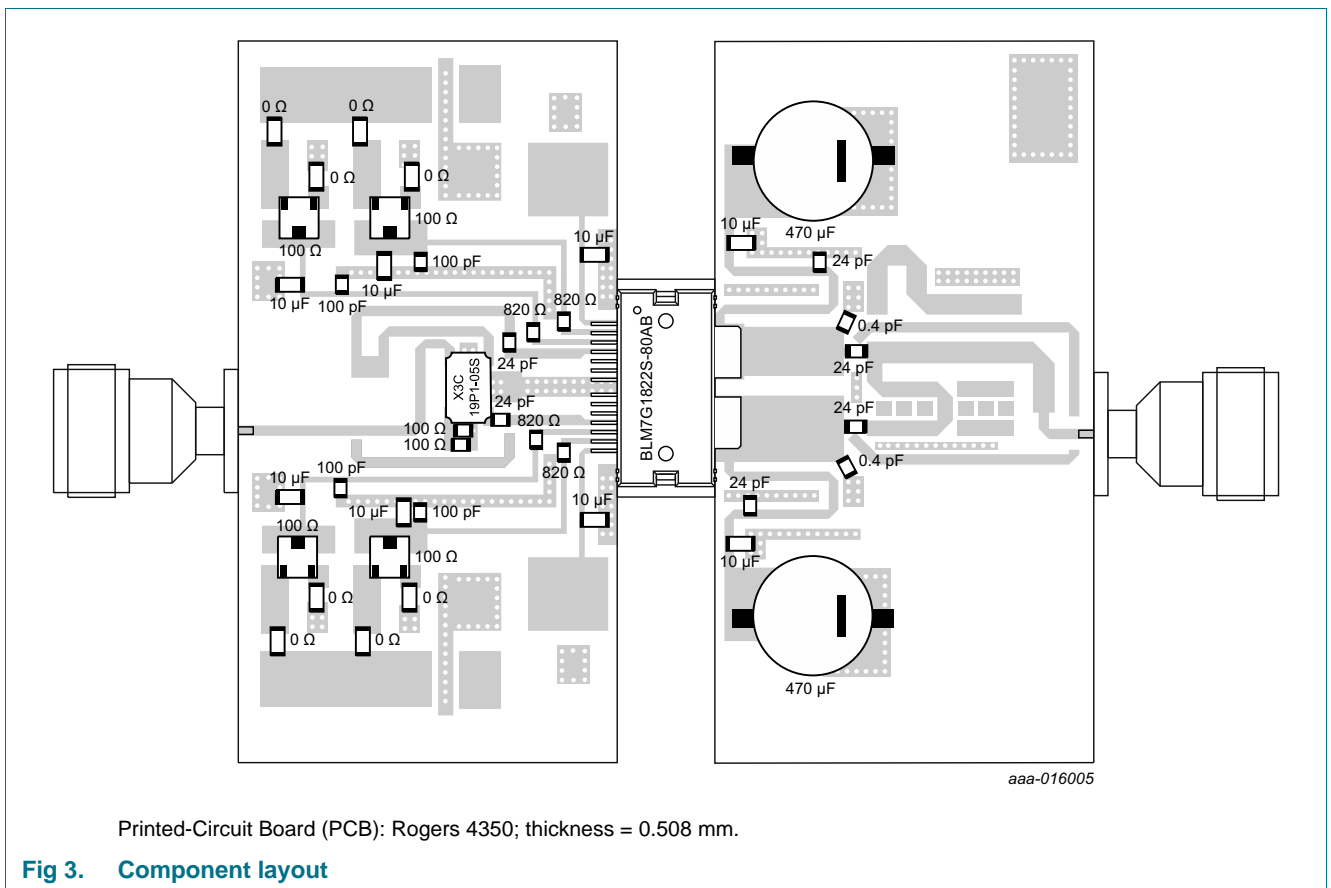 0 Ω
0 Ω
0 Ω
0 Ω
100 Ω
100 Ω
10 µF
100 pF
10 µF
100 pF
10 µF
820 Ω
820 Ω
24 pF
X3C
19P1-05S
24 pF
100 Ω
100 Ω
820 Ω
820 Ω
100 pF
10 µF
10 µF
100 pF
10 µF
100 Ω
100 Ω
0 Ω
0 Ω
0 Ω
0 Ω
BLM7G1822S-80AB
10 µF
470 µF
24 pF
0.4 pF
24 pF
24 pF
0.4 pF
24 pF
10 µF
470 µF
aaa-016005
Printed-Circuit Board (PCB): Rogers 4350; thickness = 0.508 mm.
Fig 3. Component layout